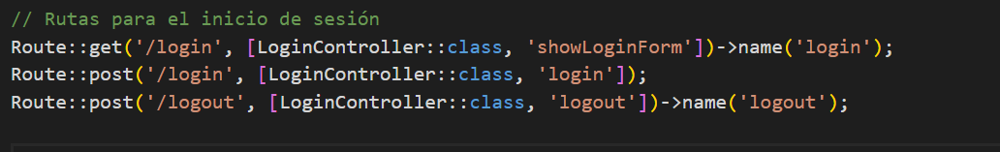 // Rutas para el inicio de sesión
Route::get('/login', [LoginController::class, 'showLoginForm'])->name('login');
Route::post('/login', [LoginController::class, 'login']);
Route::post('/logout', [LoginController::class, 'logout'])->name('logout');